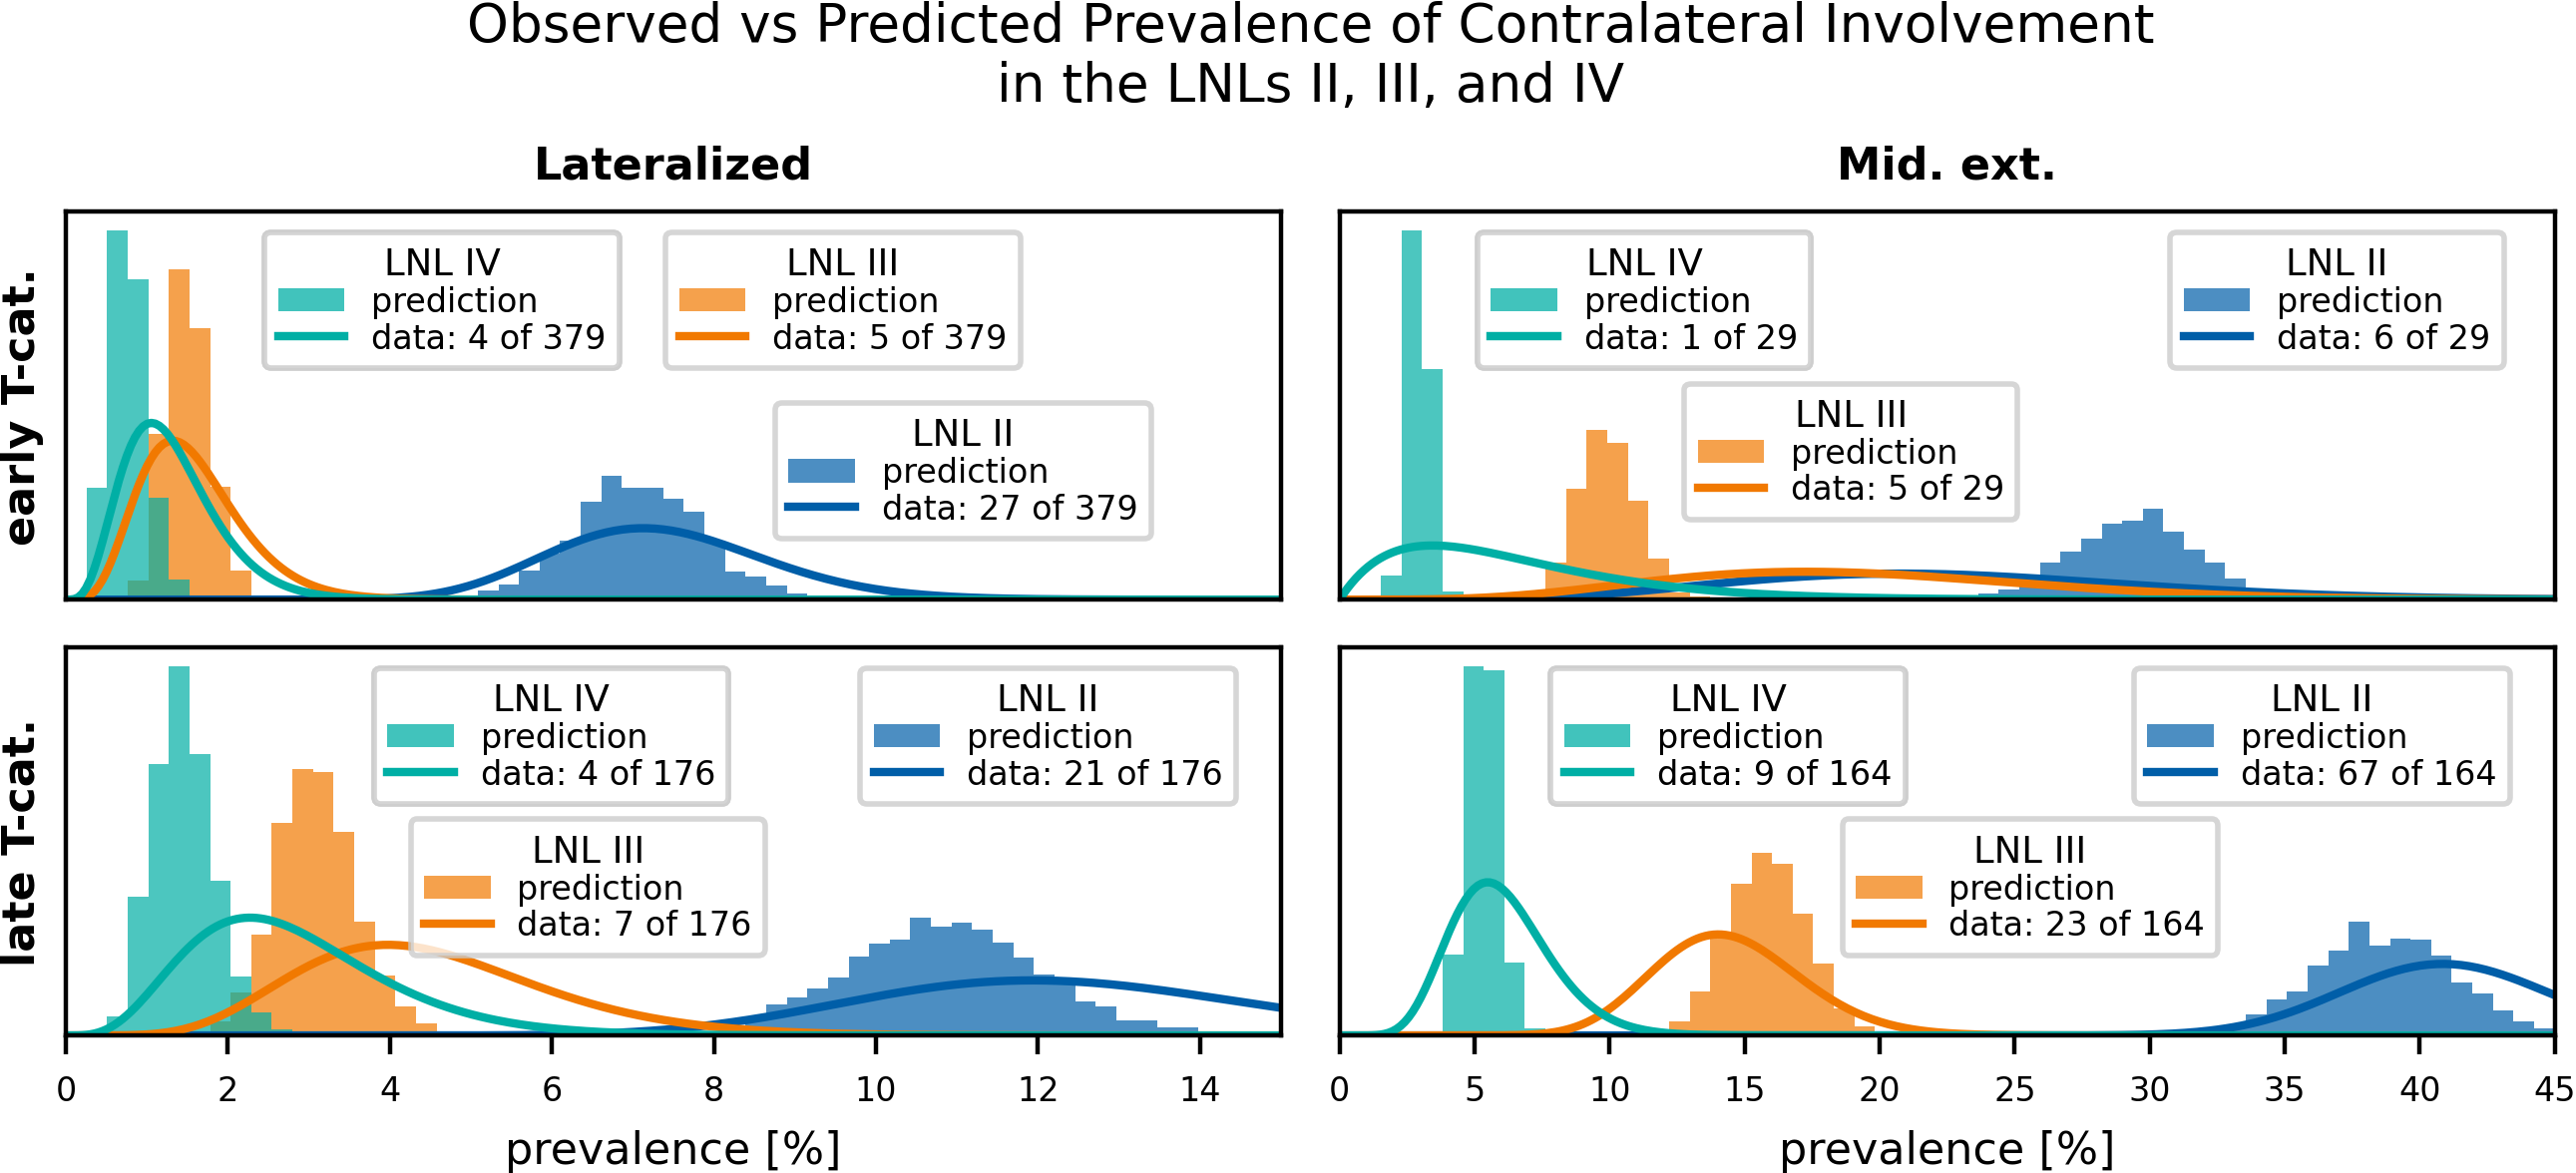 Observed vs Predicted Prevalence of Contralateral Involvement
in the LNLs II, III, and IV
Lateralized
Mid. ext.
early T-cat.
LNL IV
prediction
data: 4 of 379
LNL III
prediction
data: 5 of 379
LNL II
prediction
data: 27 of 379
LNL IV
prediction
data: 1 of 29
LNL II
prediction
data: 6 of 29
LNL III
prediction
data: 5 of 29
late T-cat.
LNL IV
prediction
data: 4 of 176
LNL II
prediction
data: 21 of 176
LNL III
prediction
data: 7 of 176
LNL IV
prediction
data: 9 of 164
LNL II
prediction
data: 67 of 164
LNL III
prediction
data: 23 of 164
0 2 4 6 8 10 12 14
0 5 10 15 20 25 30 35 40 45
prevalence [%]
prevalence [%]